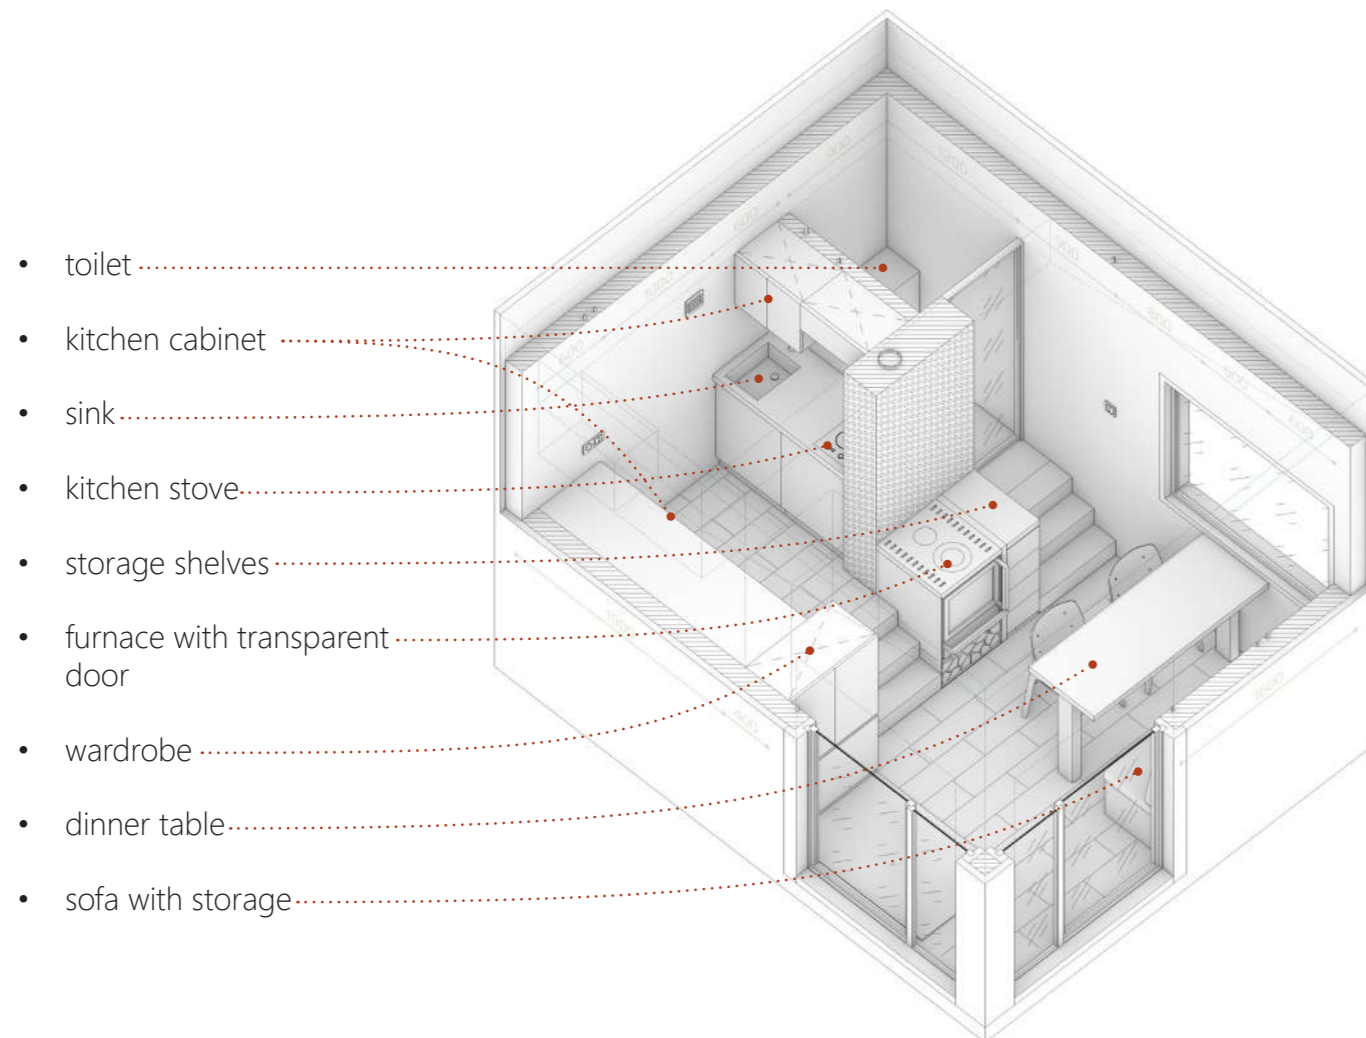 • toilet
• kitchen cabinet
• sink
• kitchen stove
• storage shelves
• furnace with transparent
door
• wardrobe
• dinner table
• sofa with storage